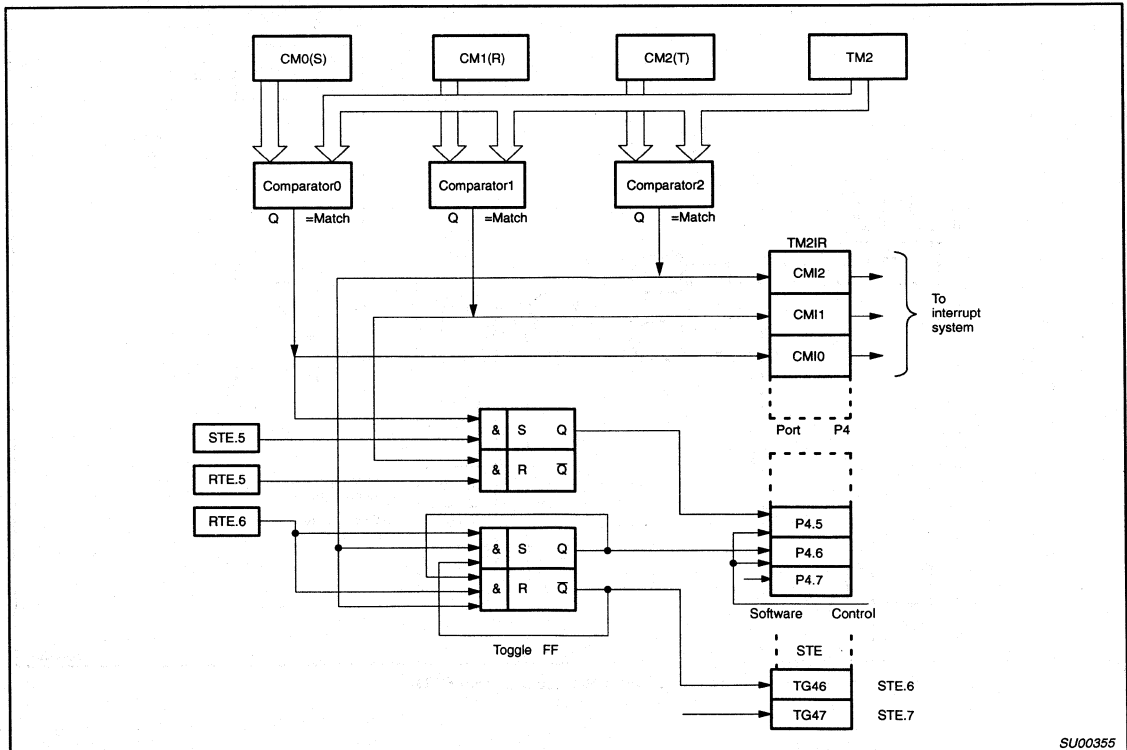 CM0(S) CM1(R) CM2(T) TM2
Comparator0 Comparator1 Comparator2
Q =Match Q =Match Q =Match
TM2IR
CMI2
CMI1
CMI0
To
interrupt
system
Port P4
& S Q
& R Q̅
STE.5
RTE.5
RTE.6
& S Q
& R Q̅
Toggle FF
P4.5
P4.6
P4.7
Software Control
STE
TG46 STE.6
TG47 STE.7
SU00355